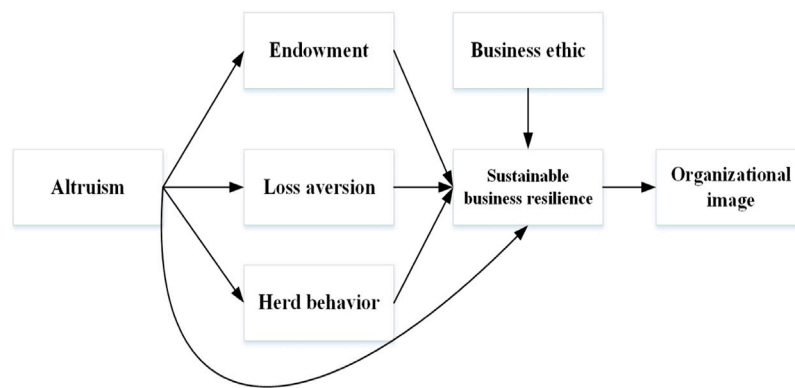 Endowment
Business ethic
Altruism
Loss aversion
Sustainable
business resilience
Organizational
image
Herd behavior